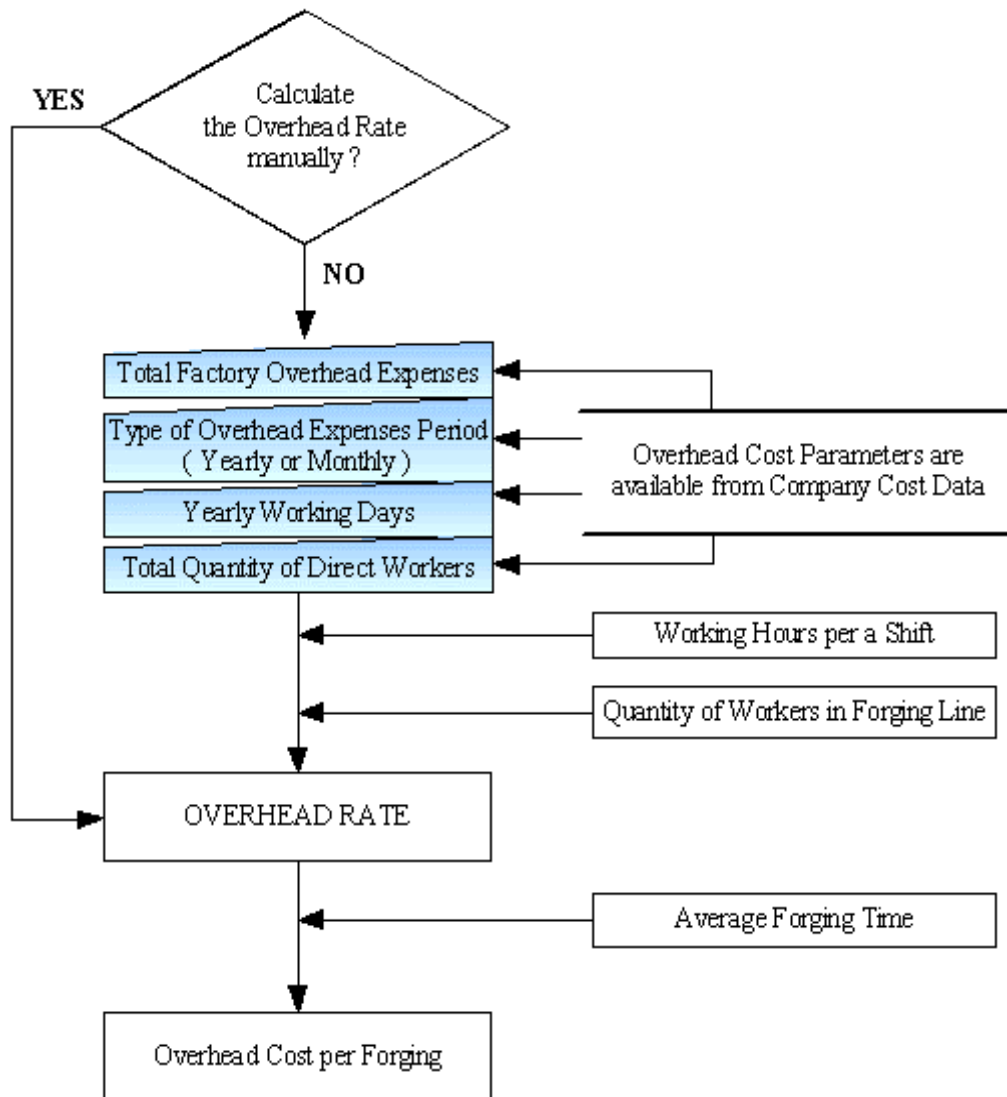 Calculate
the Overhead Rate
manually ?
YES
NO
Total Factory Overhead Expenses
Type of Overhead Expenses Period
( Yearly or Monthly )
Yearly Working Days
Total Quantity of Direct Workers
Overhead Cost Parameters are
available from Company Cost Data
Working Hours per a Shift
Quantity of Workers in Forging Line
OVERHEAD RATE
Average Forging Time
Overhead Cost per Forging